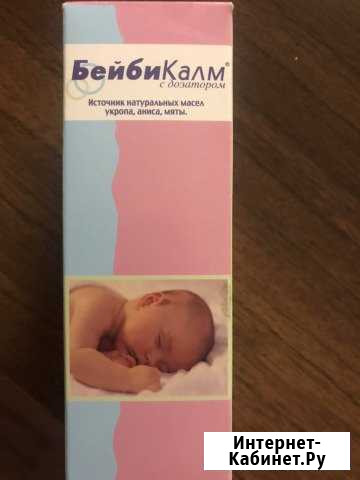 БейбиКалм®
с дозатором
Источник натуральных масел
укропа, аниса, мяты.
Интернет-
Кабинет.Ру